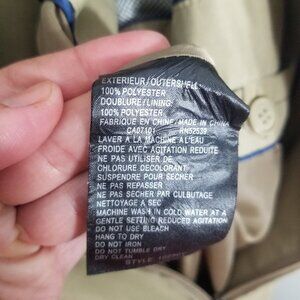 EXTERIEUR/OUTERSHELL
100% POLYESTER
DOUBLURE/LINING:
100% POLYESTER
FABRIQUE EN CHINE/MADE IN CHINA
CA07101 RN52539
LAVER A LA MACHINE A L'EAU
FROIDE AVEC AGITATION REDUITE
NE PAS UTILISER DE
CHLORURE DECOLORANT
SUSPENDRE POUR SECHER
NE PAS REPASSER
NE PAS SECHER PAR CULBUTAGE
NETTOYAGE A SEC
MACHINE WASH IN COLD WATER AT A
GENTLE SETTING REDUCED AGITATION
DO NOT USE BLEACH
HANG TO DRY
DO NOT IRON
DO NOT TUMBLE DRY
DRY CLEAN
STYLE